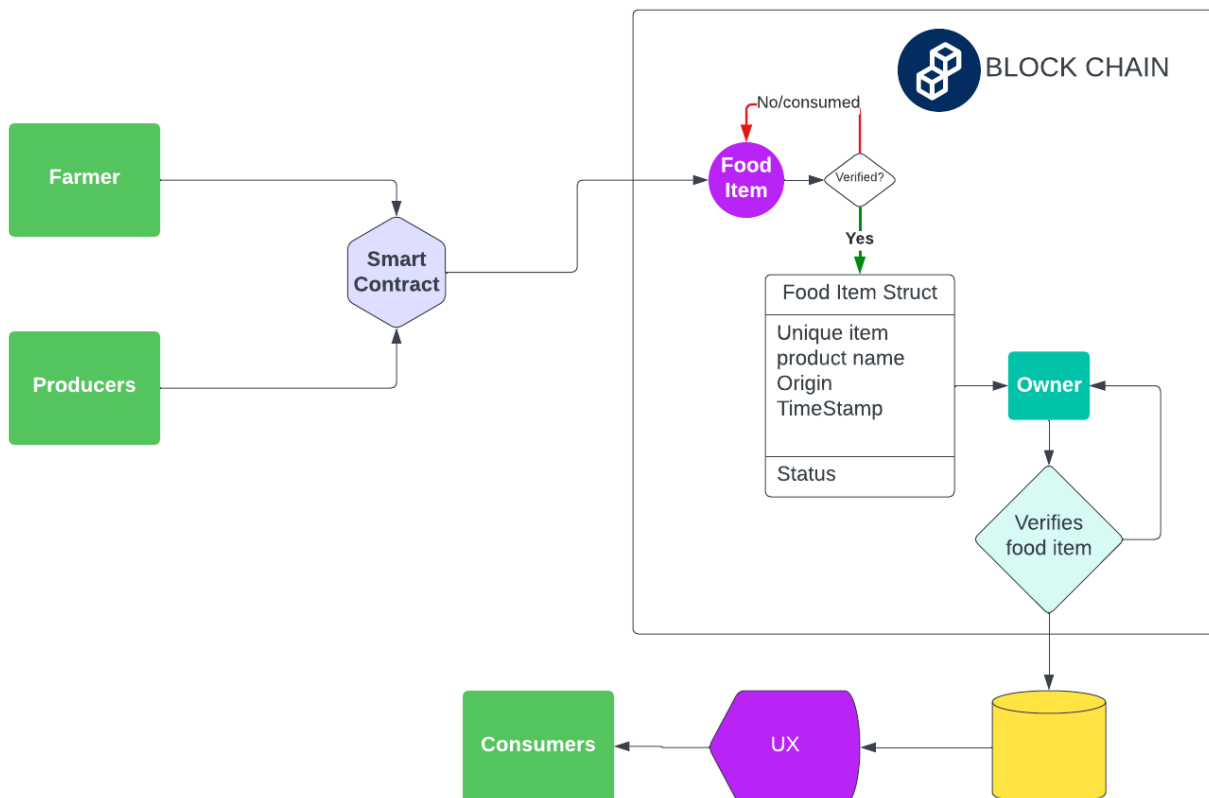 BLOCK CHAIN
No/consumed
Farmer
Food
Item
Verified?
Smart
Contract
Yes
Food Item Struct
Unique item
product name
Origin
TimeStamp
Status
Producers
Owner
Verifies
food item
Consumers
UX